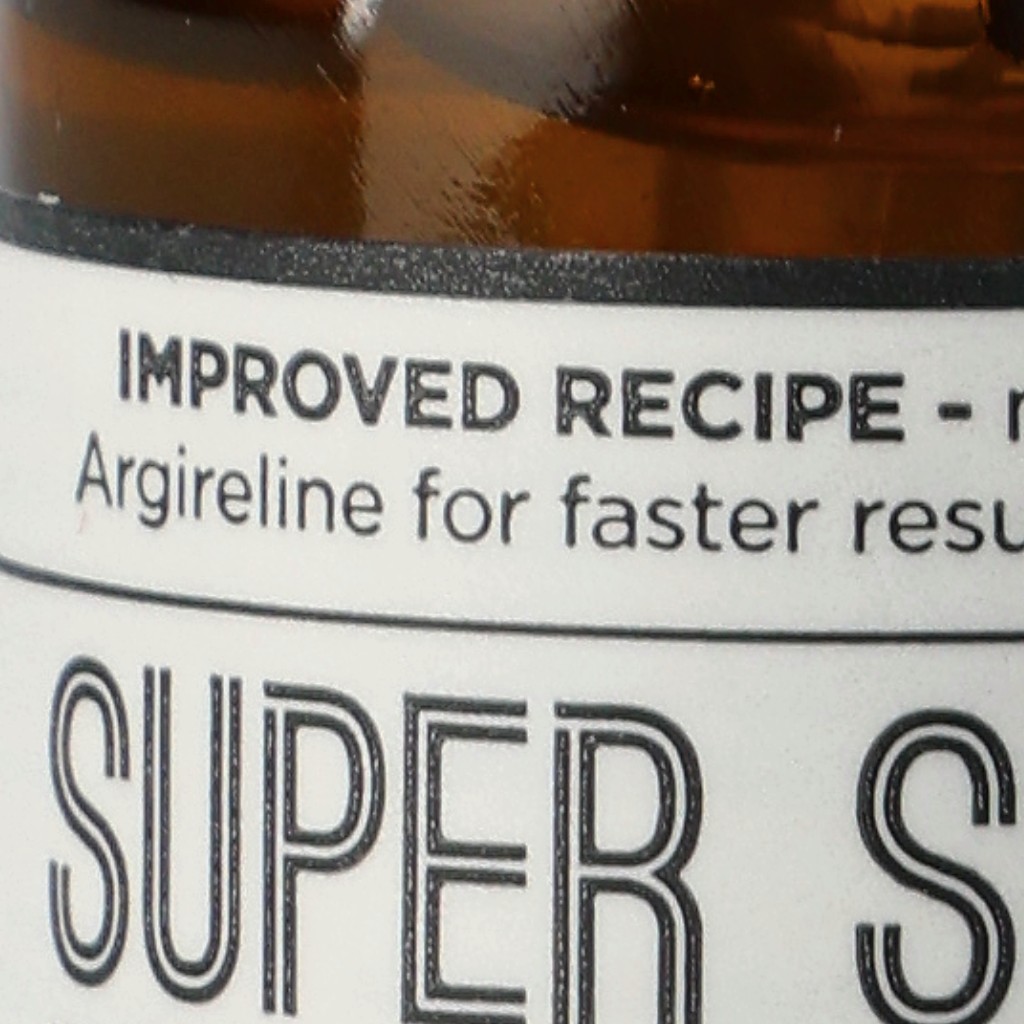 IMPROVED RECIPE -
Argireline for faster
SUPER